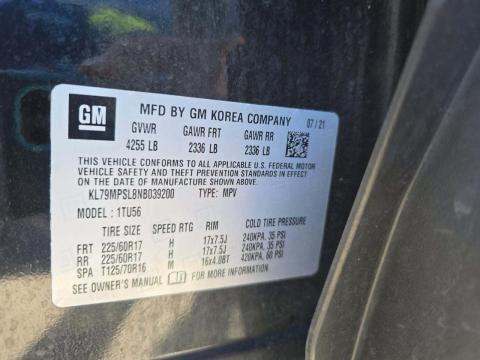 GM
MFD BY GM KOREA COMPANY 07/21
GVWR GAWR FRT GAWR RR
4255 LB 2336 LB 2336 LB
THIS VEHICLE CONFORMS TO ALL APPLICABLE U.S. FEDERAL MOTOR
VEHICLE SAFETY AND THEFT PREVENTION STANDARDS IN EFFECT
ON THE DATE OF MANUFACTURE SHOWN ABOVE.
KL79MPSL8NB039200 TYPE: MPV
MODEL: 1TU56
TIRE SIZE SPEED RTG RIM COLD TIRE PRESSURE
FRT 225/60R17 H 17x7.5J 240KPA, 35 PSI
RR 225/60R17 H 17x7.5J 240KPA, 35 PSI
SPA T125/70R16 M 16x4.0BT 420KPA, 60 PSI
SEE OWNER'S MANUAL FOR MORE INFORMATION